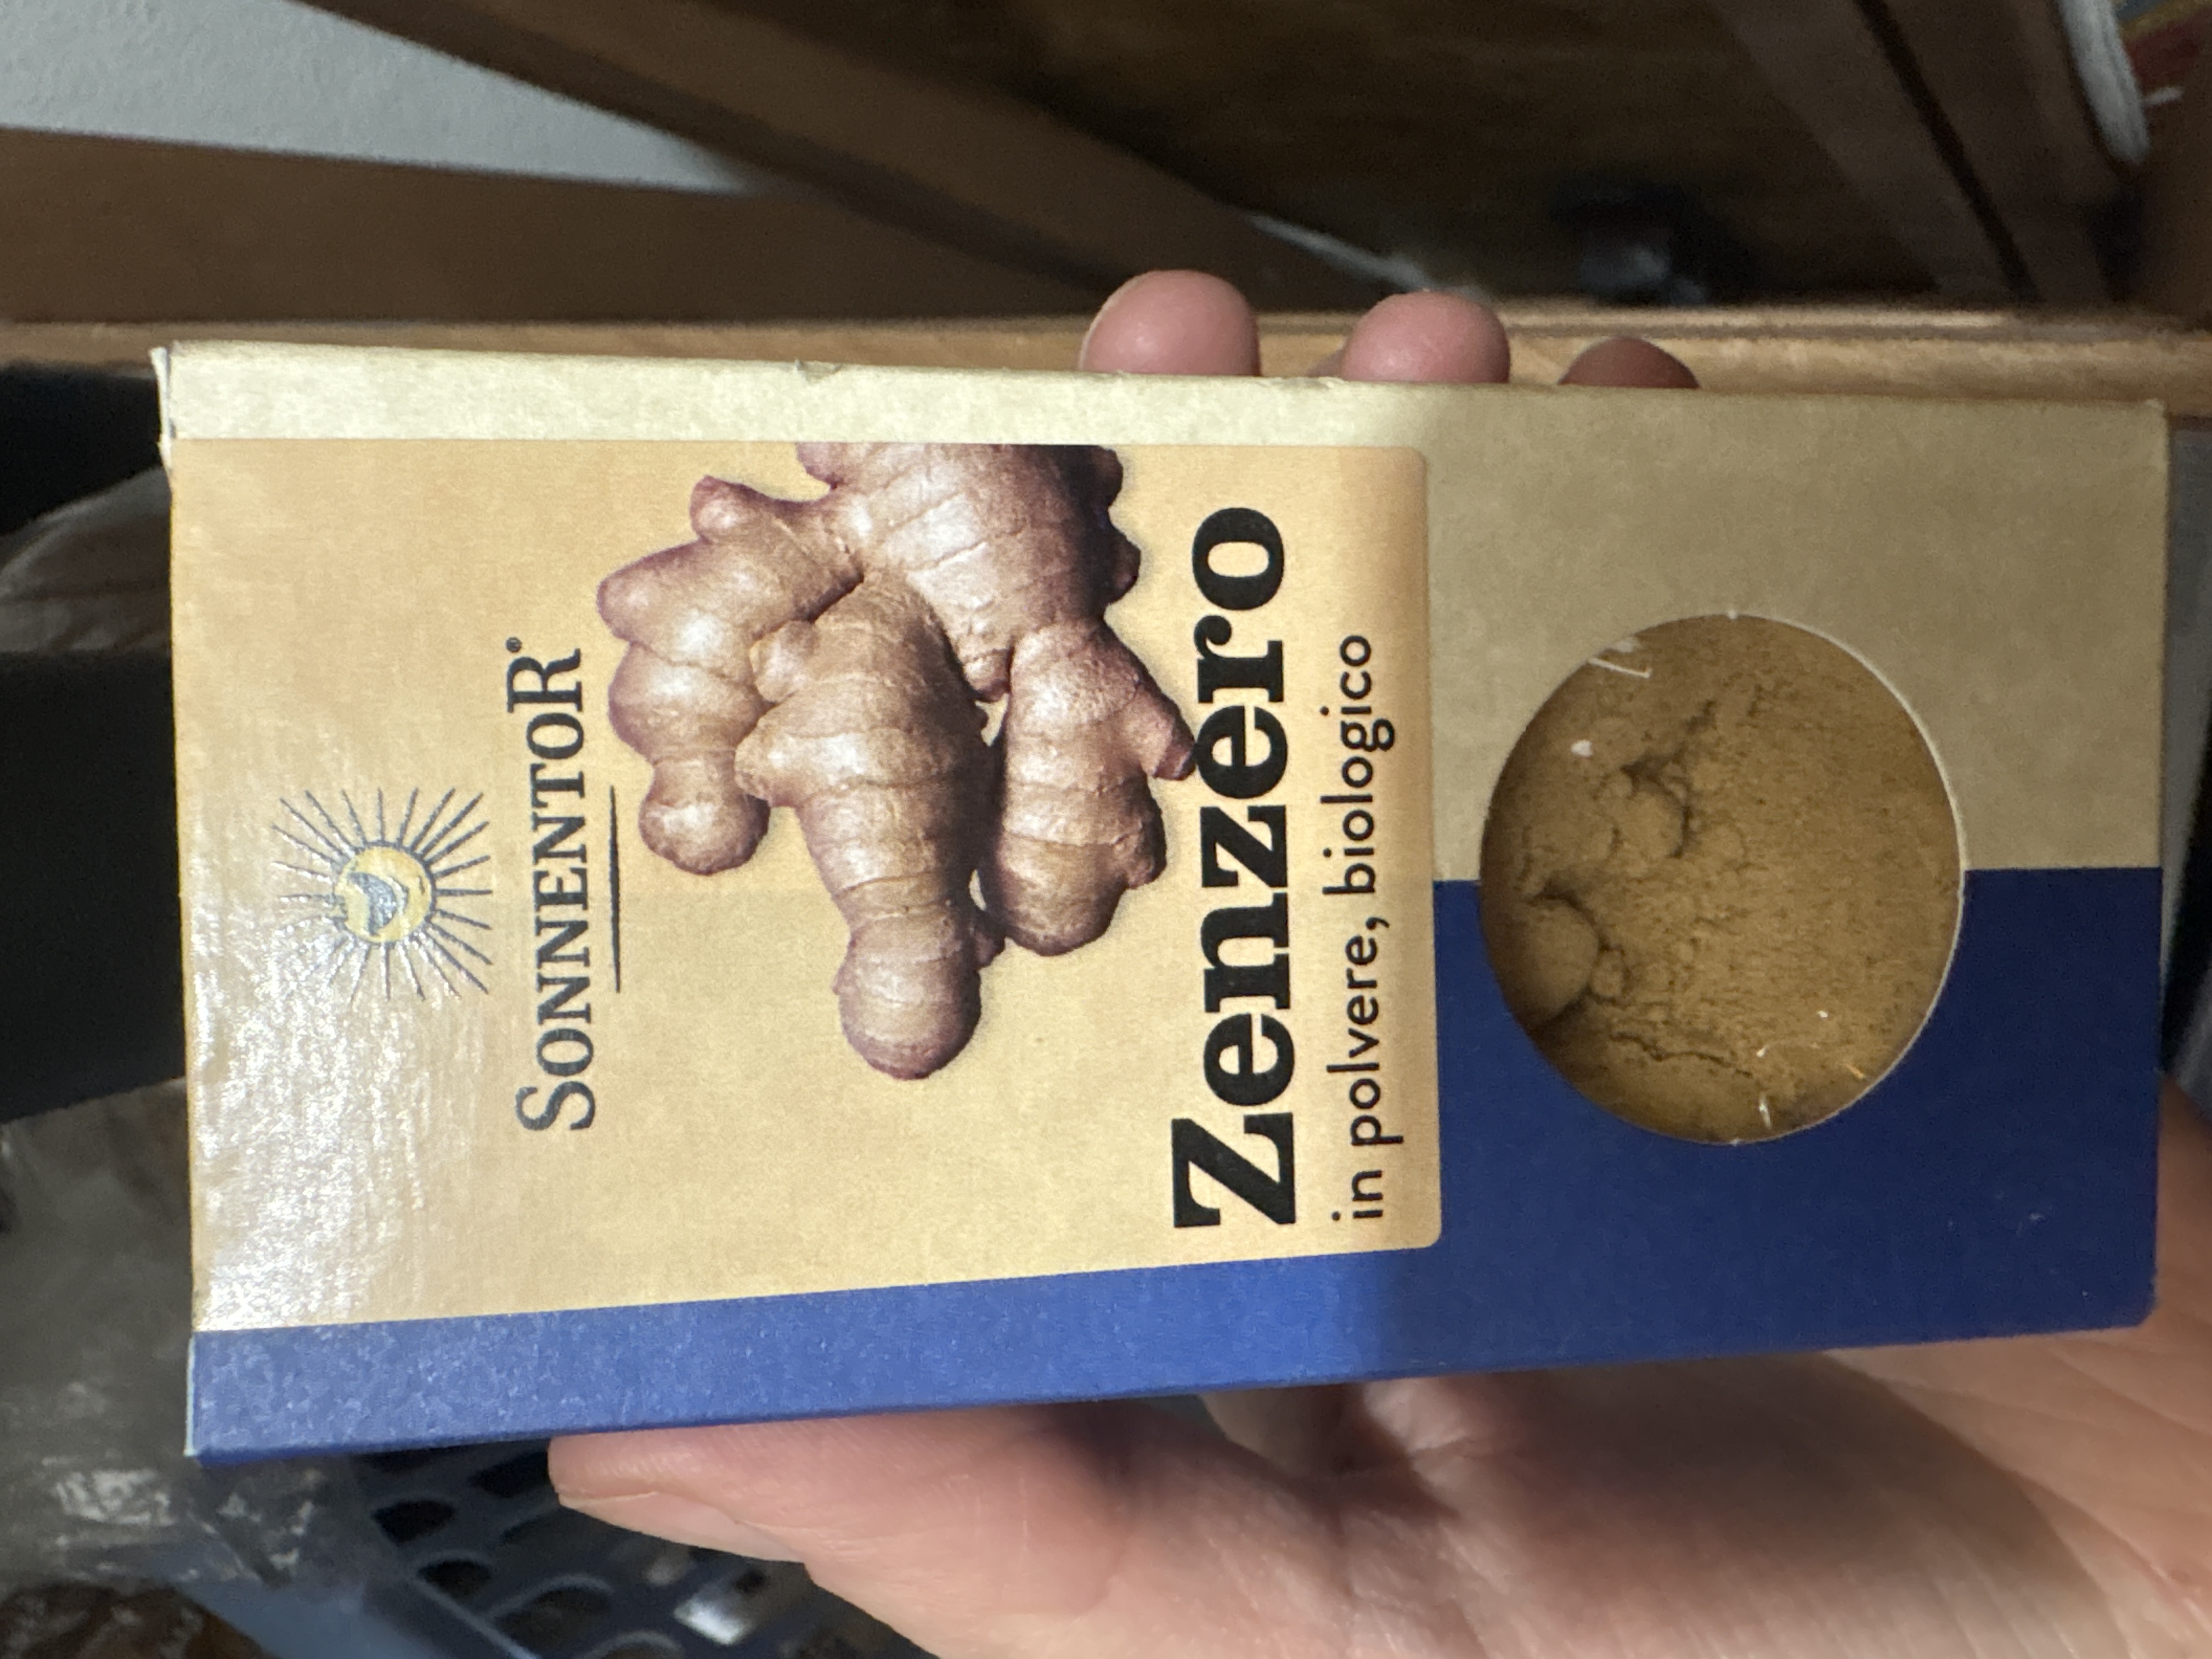 SONNENTOR®
Zenzero
in polvere, biologico